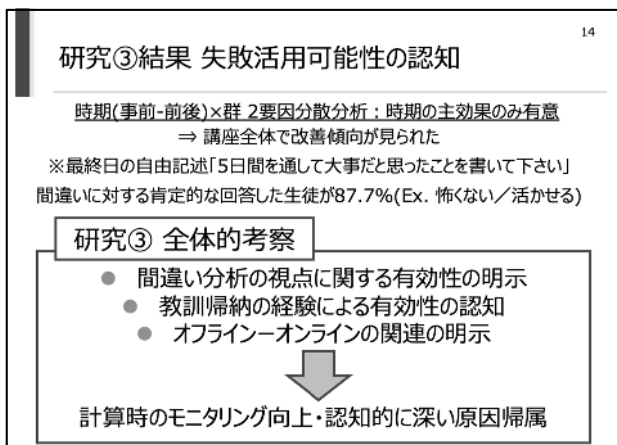 14
研究③結果 失敗活用可能性の認知
時期(事前-前後)×群 2要因分散分析：時期の主効果のみ有意
⇒ 講座全体で改善傾向が見られた
※最終日の自由記述「5日間を通して大事だと思ったことを書いて下さい」
間違いに対する肯定的な回答した生徒が87.7%(Ex. 怖くない／活かせる)
研究③ 全体的考察
● 間違い分析の視点に関する有効性の明示
● 教訓帰納の経験による有効性の認知
● オフラインーオンラインの関連の明示
計算時のモニタリング向上・認知的に深い原因帰属